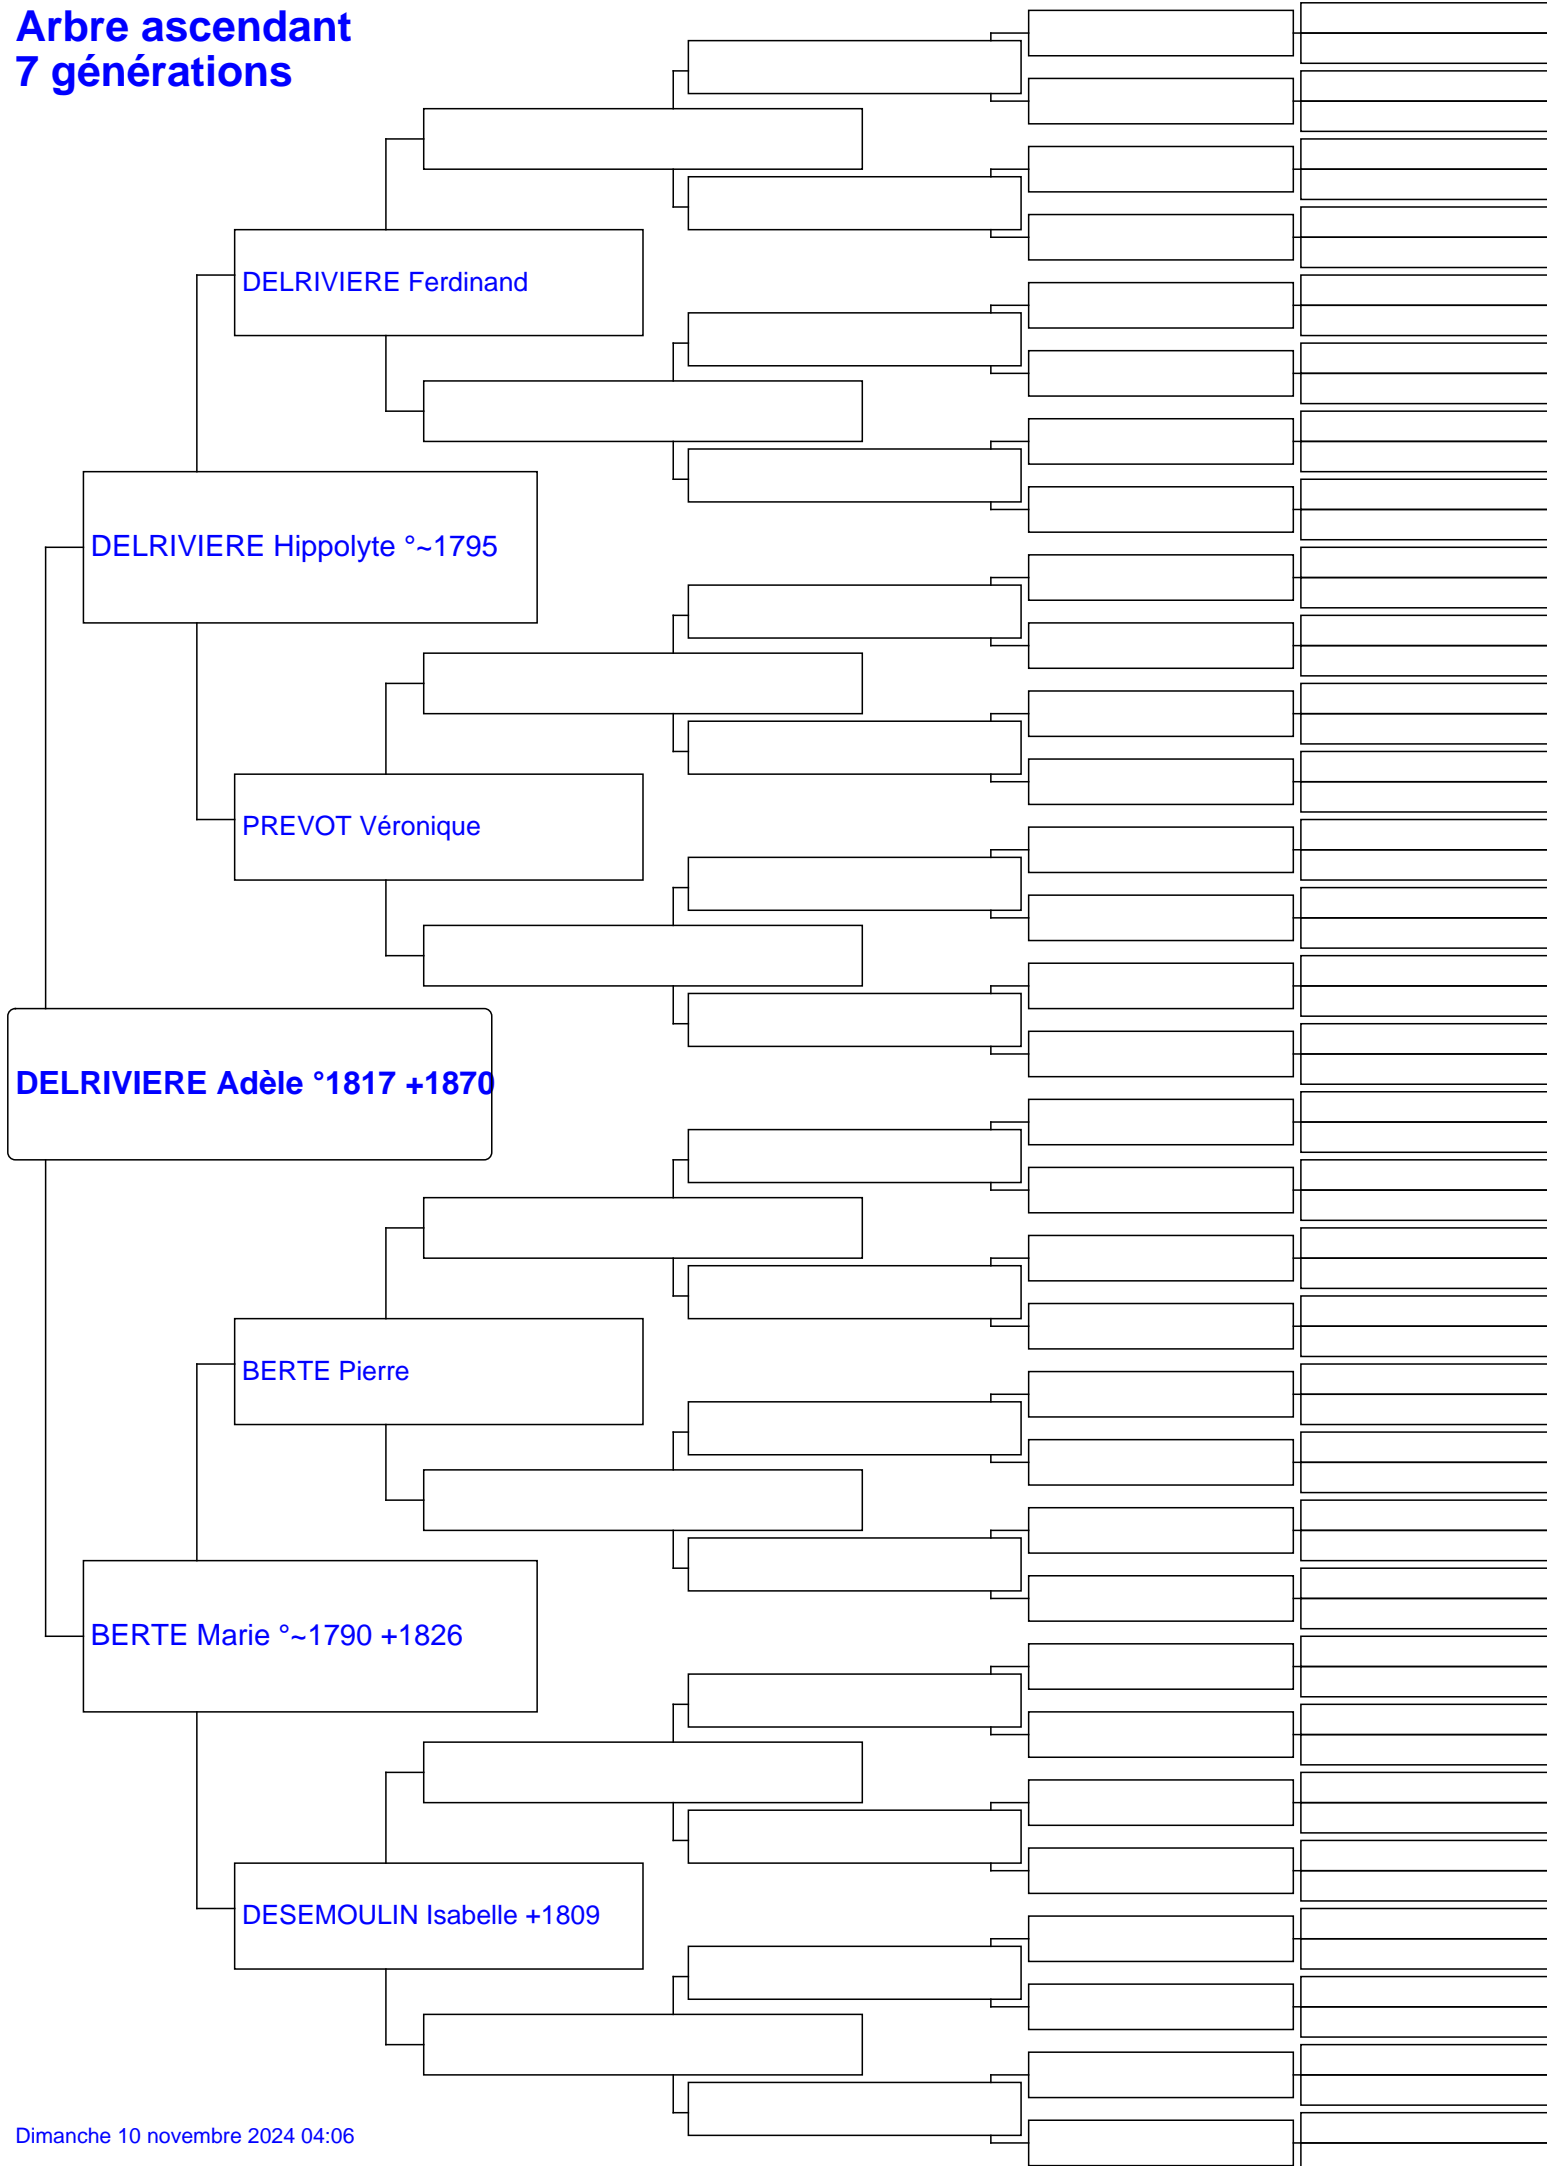 Arbre ascendant
7 générations
DELRIVIERE Ferdinand
DELRIVIERE Hippolyte °~1795
PREVOT Véronique
DELRIVIERE Adèle °1817 +1870
BERTE Pierre
BERTE Marie °~1790 +1826
DESEMOULIN Isabelle +1809
Dimanche 10 novembre 2024 04:06